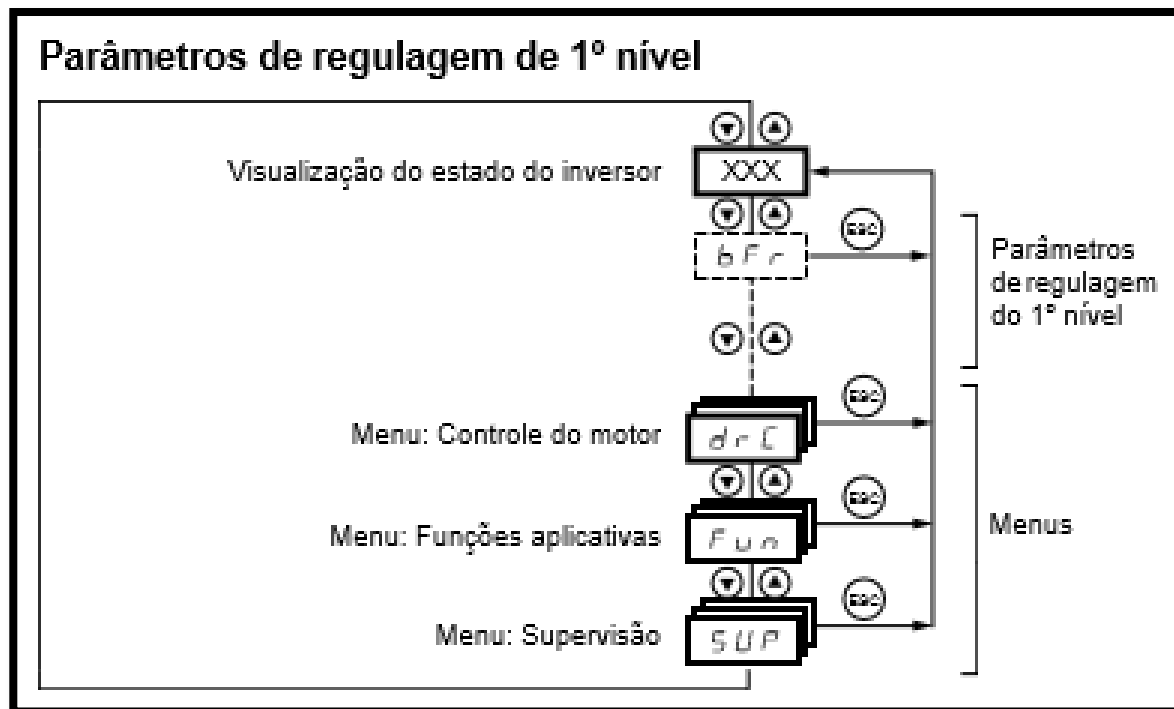 Parâmetros de regulagem de 1º nível
Visualização do estado do inversor
XXX
bFr
ESC
Parâmetros
de regulagem
do 1º nível
ESC
Menu: Controle do motor
drC
ESC
Menu: Funções aplicativas
Fun
Menus
ESC
Menu: Supervisão
SUP